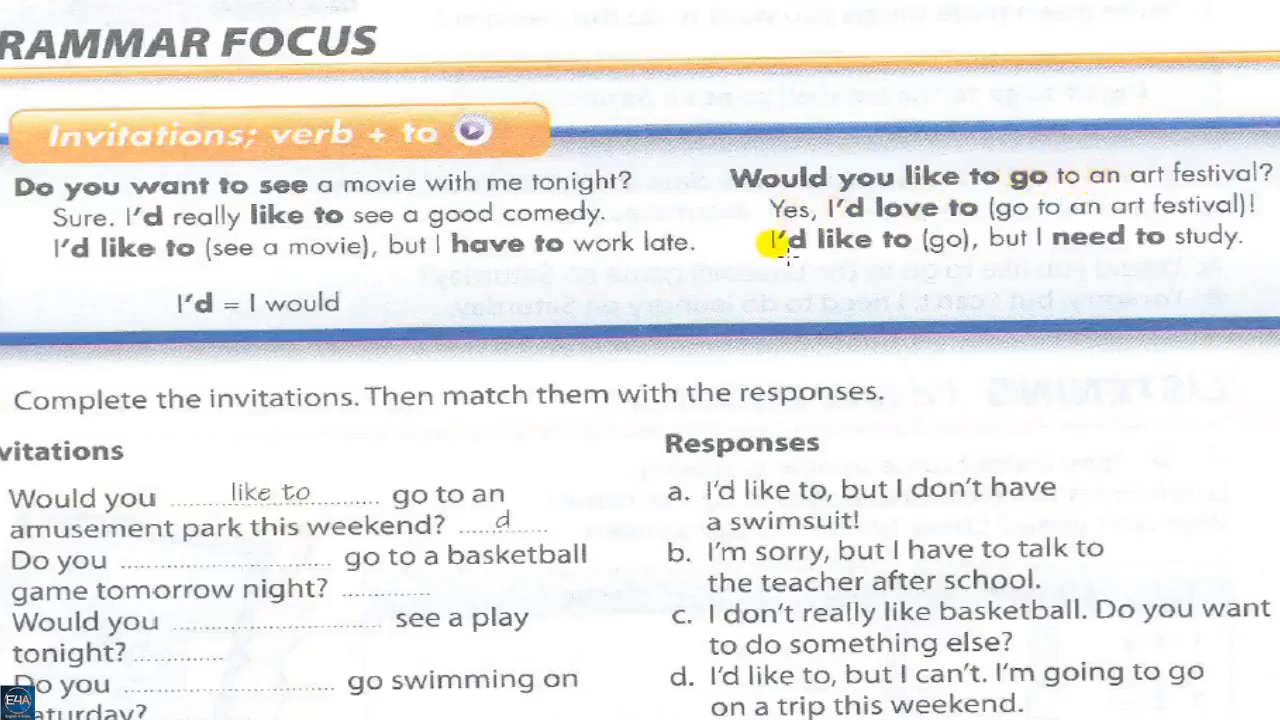 RAMMAR FOCUS
Invitations; verb + to
Do you want to see a movie with me tonight?
Sure. I'd really like to see a good comedy.
I'd like to (see a movie), but I have to work late.
I'd = I would
Would you like to go to an art festival?
Yes, I'd love to (go to an art festival)!
I'd like to (go), but I need to study.
Complete the invitations. Then match them with the responses.
vitations
Would you like to go to an
amusement park this weekend? d
Do you go to a basketball
game tomorrow night?
Would you see a play
tonight?
Do you go swimming on
aturday?
Responses
a. I'd like to, but I don't have
a swimsuit!
b. I'm sorry, but I have to talk to
the teacher after school.
c. I don't really like basketball. Do you want
to do something else?
d. I'd like to, but I can't. I'm going to go
on a trip this weekend.
E4A